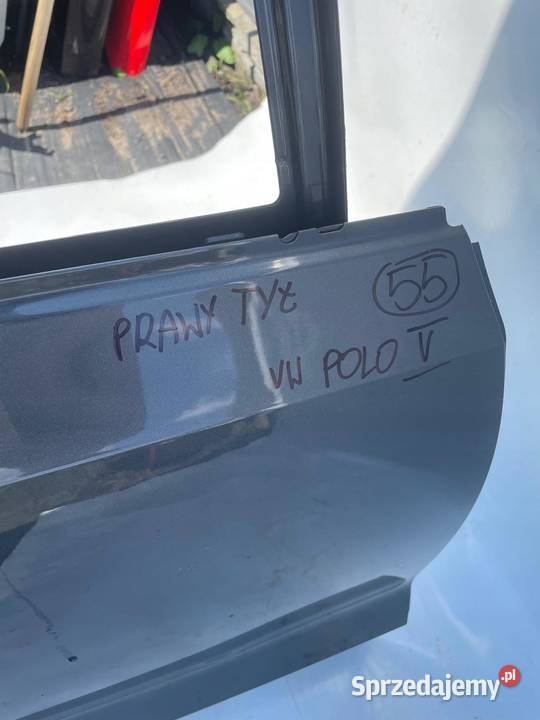 PRAWY TYŁ
55
VW POLO V
Sprzedajemy.pl